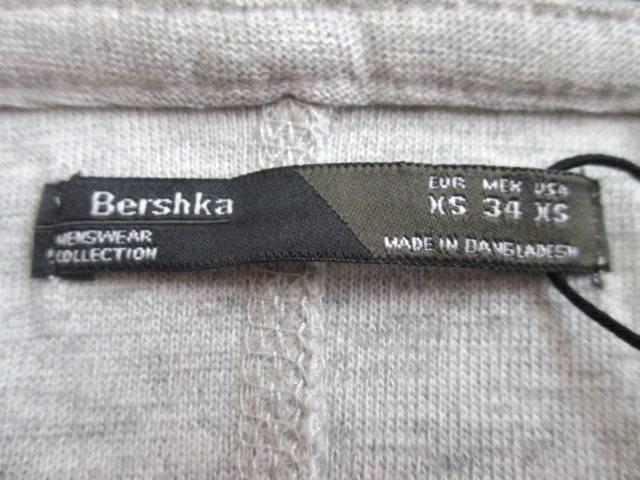 Bershka
MENSWEAR
COLLECTION
EUR MEX USA
XS 34 XS
MADE IN BANGLADESH